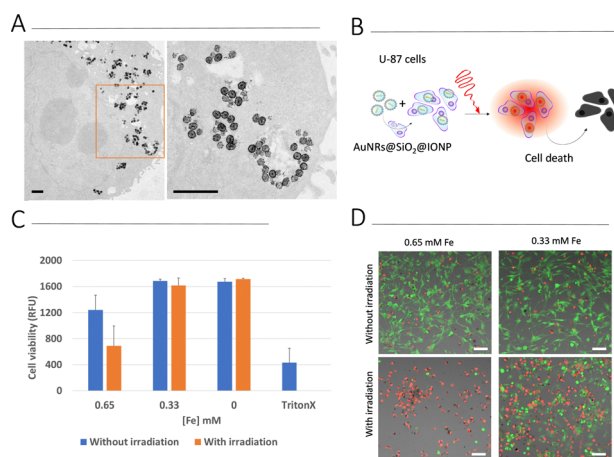 A
B
U-87 cells
+
AuNRs@SiO2@IONP
Cell death
C
Cell viability (RFU)
2000
1600
1200
800
400
0
0.65
0.33
0
TritonX
[Fe] mM
Without irradiation
With irradiation
D
0.65 mM Fe
0.33 mM Fe
Without irradiation
With irradiation